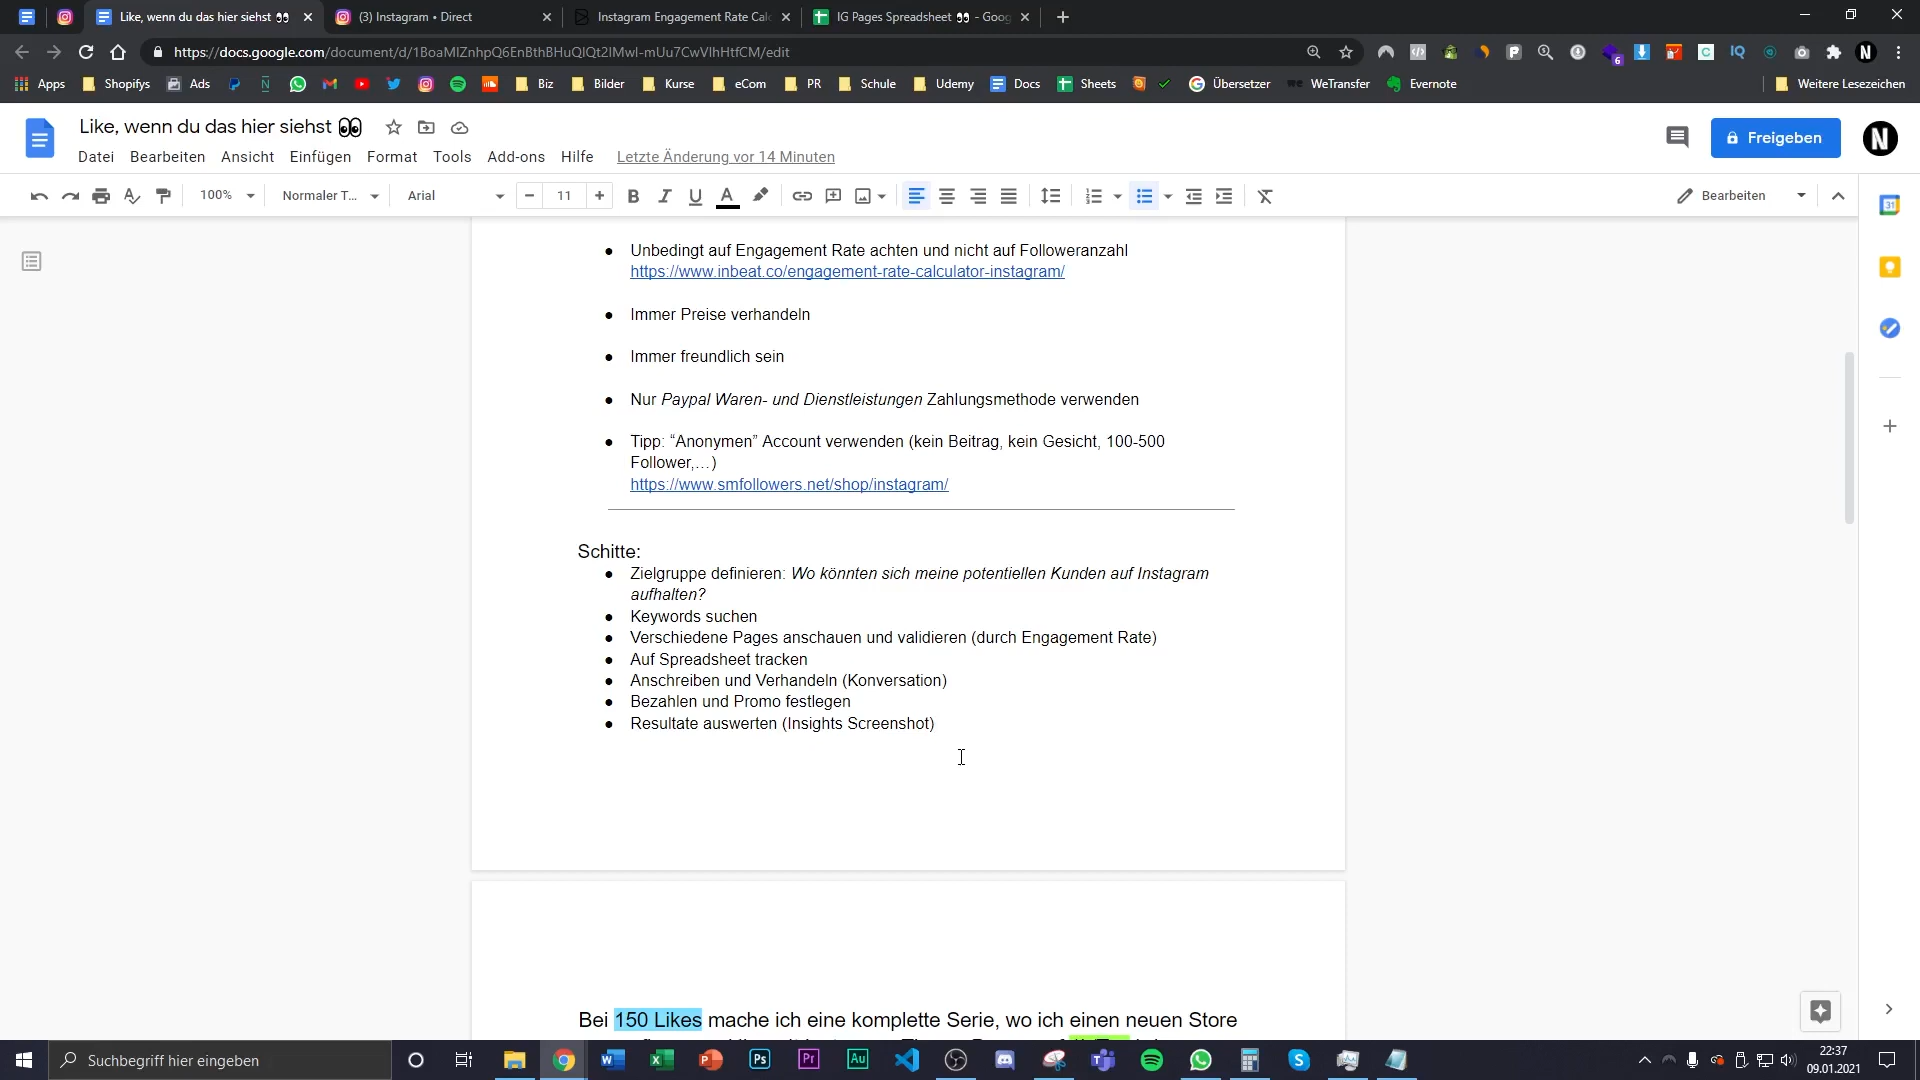 Like, wenn du das hier siehst 👀
(3) Instagram • Direct
Instagram Engagement Rate Cal
IG Pages Spreadsheet 👀 - Goog
https://docs.google.com/document/d/1BoaMIZnhpQ6EnBthBHuQIQt2IMwI-mUu7CwVlhHtfCM/edit
6
Apps
Shopifys
Ads
Biz
Bilder
Kurse
eCom
PR
Schule
Udemy
Docs
Sheets
Übersetzer
WeTransfer
Evernote
Weitere Lesezeichen
Like, wenn du das hier siehst 👀
Freigeben
N
Datei Bearbeiten Ansicht Einfügen Format Tools Add-ons Hilfe Letzte Änderung vor 14 Minuten
100% Normaler T... Arial 11 Bearbeiten
● Unbedingt auf Engagement Rate achten und nicht auf Followeranzahl
https://www.inbeat.co/engagement-rate-calculator-instagram/
● Immer Preise verhandeln
● Immer freundlich sein
● Nur Paypal Waren- und Dienstleistungen Zahlungsmethode verwenden
● Tipp: “Anonymen” Account verwenden (kein Beitrag, kein Gesicht, 100-500
Follower,…)
https://www.smfollowers.net/shop/instagram/
Schitte:
● Zielgruppe definieren: Wo könnten sich meine potentiellen Kunden auf Instagram
aufhalten?
● Keywords suchen
● Verschiedene Pages anschauen und validieren (durch Engagement Rate)
● Auf Spreadsheet tracken
● Anschreiben und Verhandeln (Konversation)
● Bezahlen und Promo festlegen
● Resultate auswerten (Insights Screenshot)
Bei 150 Likes mache ich eine komplette Serie, wo ich einen neuen Store
Suchbegriff hier eingeben
22:37
09.01.2021